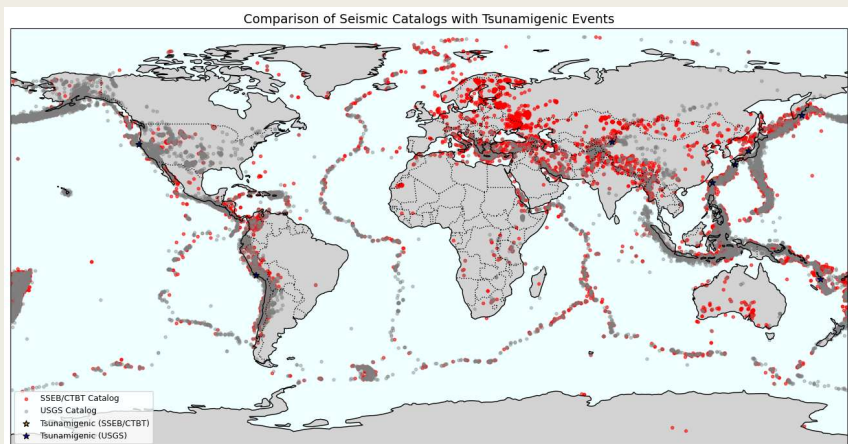 Comparison of Seismic Catalogs with Tsunamigenic Events
SSEB/CTBT Catalog
USGS Catalog
Tsunamigenic (SSEB/CTBT)
Tsunamigenic (USGS)